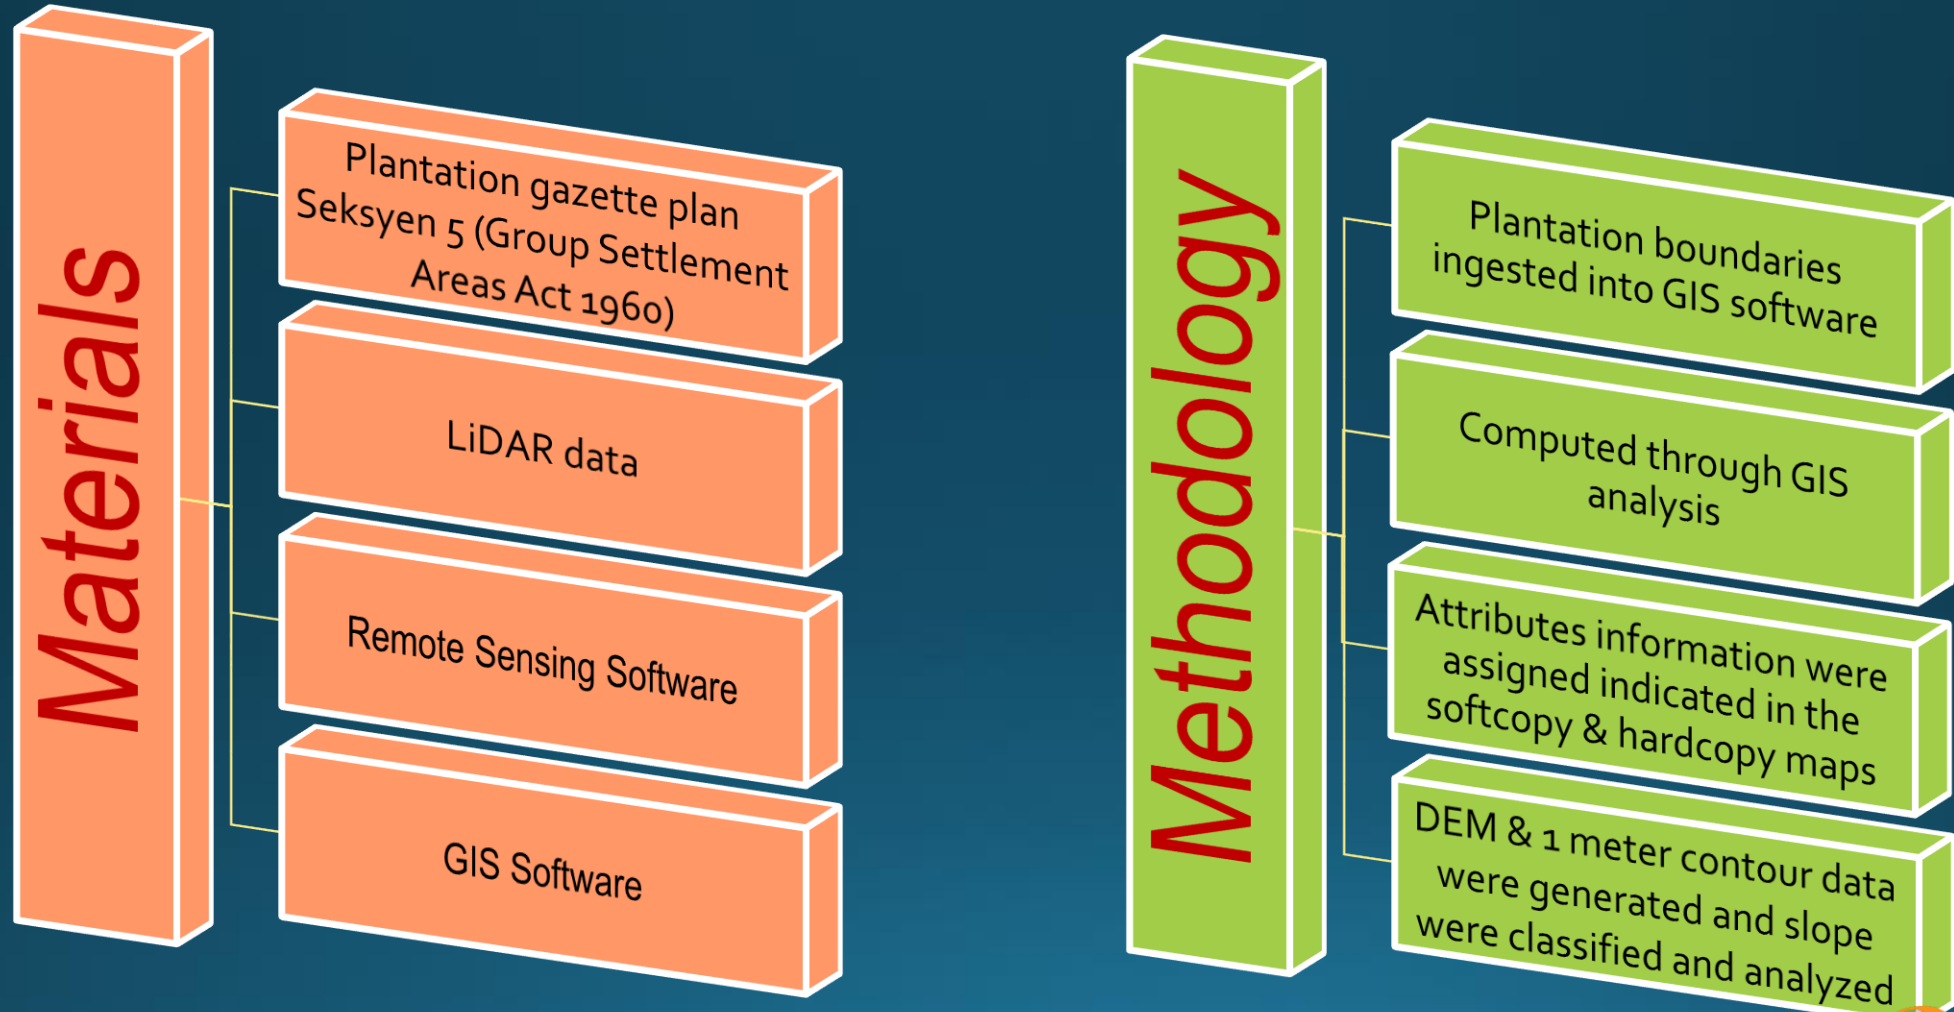 Materials
Plantation gazette plan
Seksyen 5 (Group Settlement
Areas Act 1960)
LiDAR data
Remote Sensing Software
GIS Software
Methodology
Plantation boundaries
ingested into GIS software
Computed through GIS
analysis
Attributes information were
assigned indicated in the
softcopy & hardcopy maps
DEM & 1 meter contour data
were generated and slope
were classified and analyzed